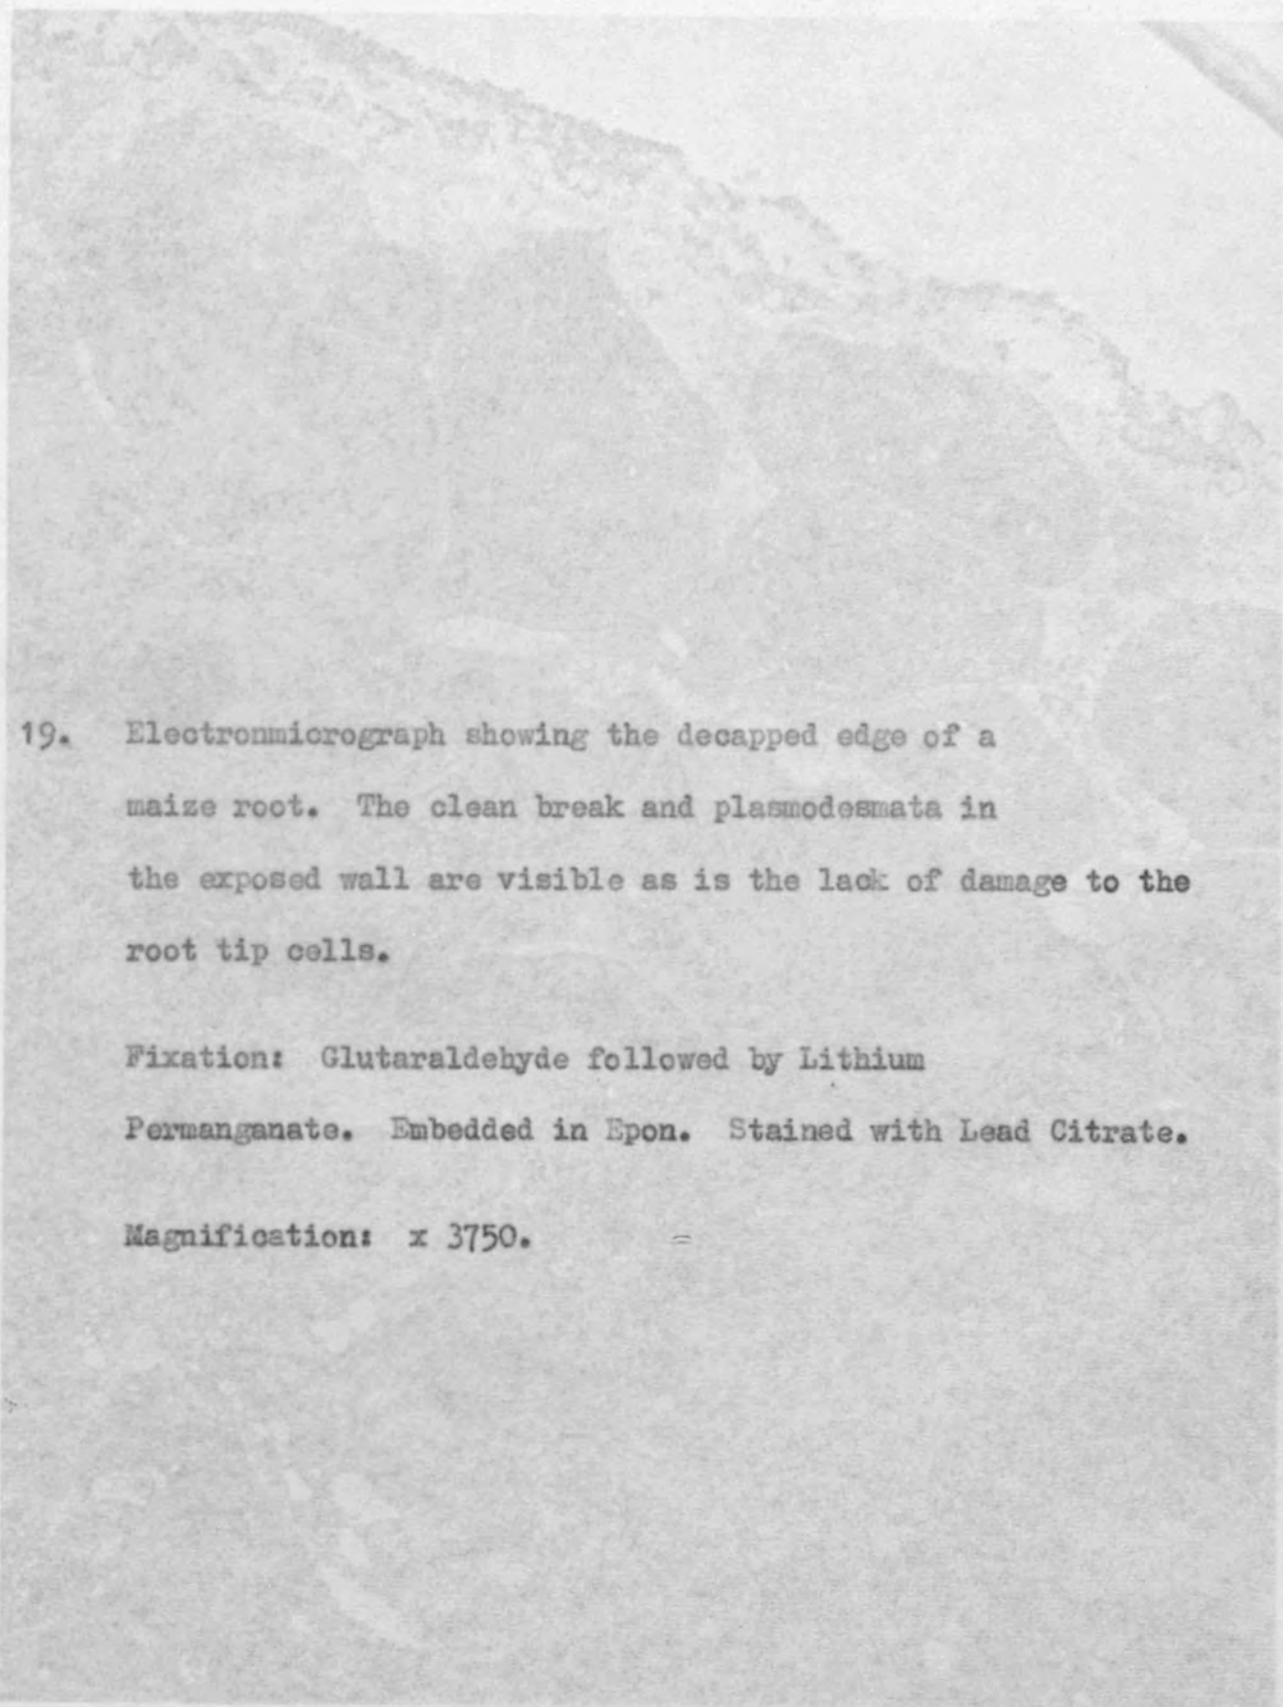 19. Electronmicrograph showing the decapped edge of a
maize root. The clean break and plasmodesmata in
the exposed wall are visible as is the lack of damage to the
root tip cells.
Fixation: Glutaraldehyde followed by Lithium
Permanganate. Embedded in Epon. Stained with Lead Citrate.
Magnification: x 3750. =